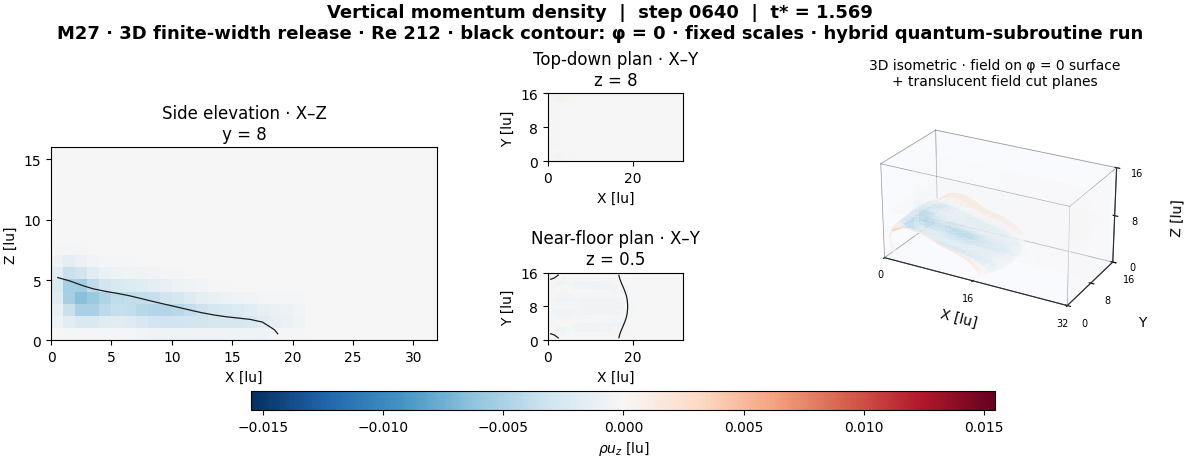 Vertical momentum density | step 0640 | t* = 1.569
M27 · 3D finite-width release · Re 212 · black contour: φ = 0 · fixed scales · hybrid quantum-subroutine run
Side elevation · X–Z
y = 8
Z [lu]
15
10
5
0
0 5 10 15 20 25 30
X [lu]
Top-down plan · X–Y
z = 8
Y [lu]
16
8
0
0 20
X [lu]
Near-floor plan · X–Y
z = 0.5
Y [lu]
16
8
0
0 20
X [lu]
3D isometric · field on φ = 0 surface
+ translucent field cut planes
16
8
0
Z [lu]
0
16
32
X [lu]
0
8
16
Y
−0.015 −0.010 −0.005 0.000 0.005 0.010 0.015
ρu_z [lu]